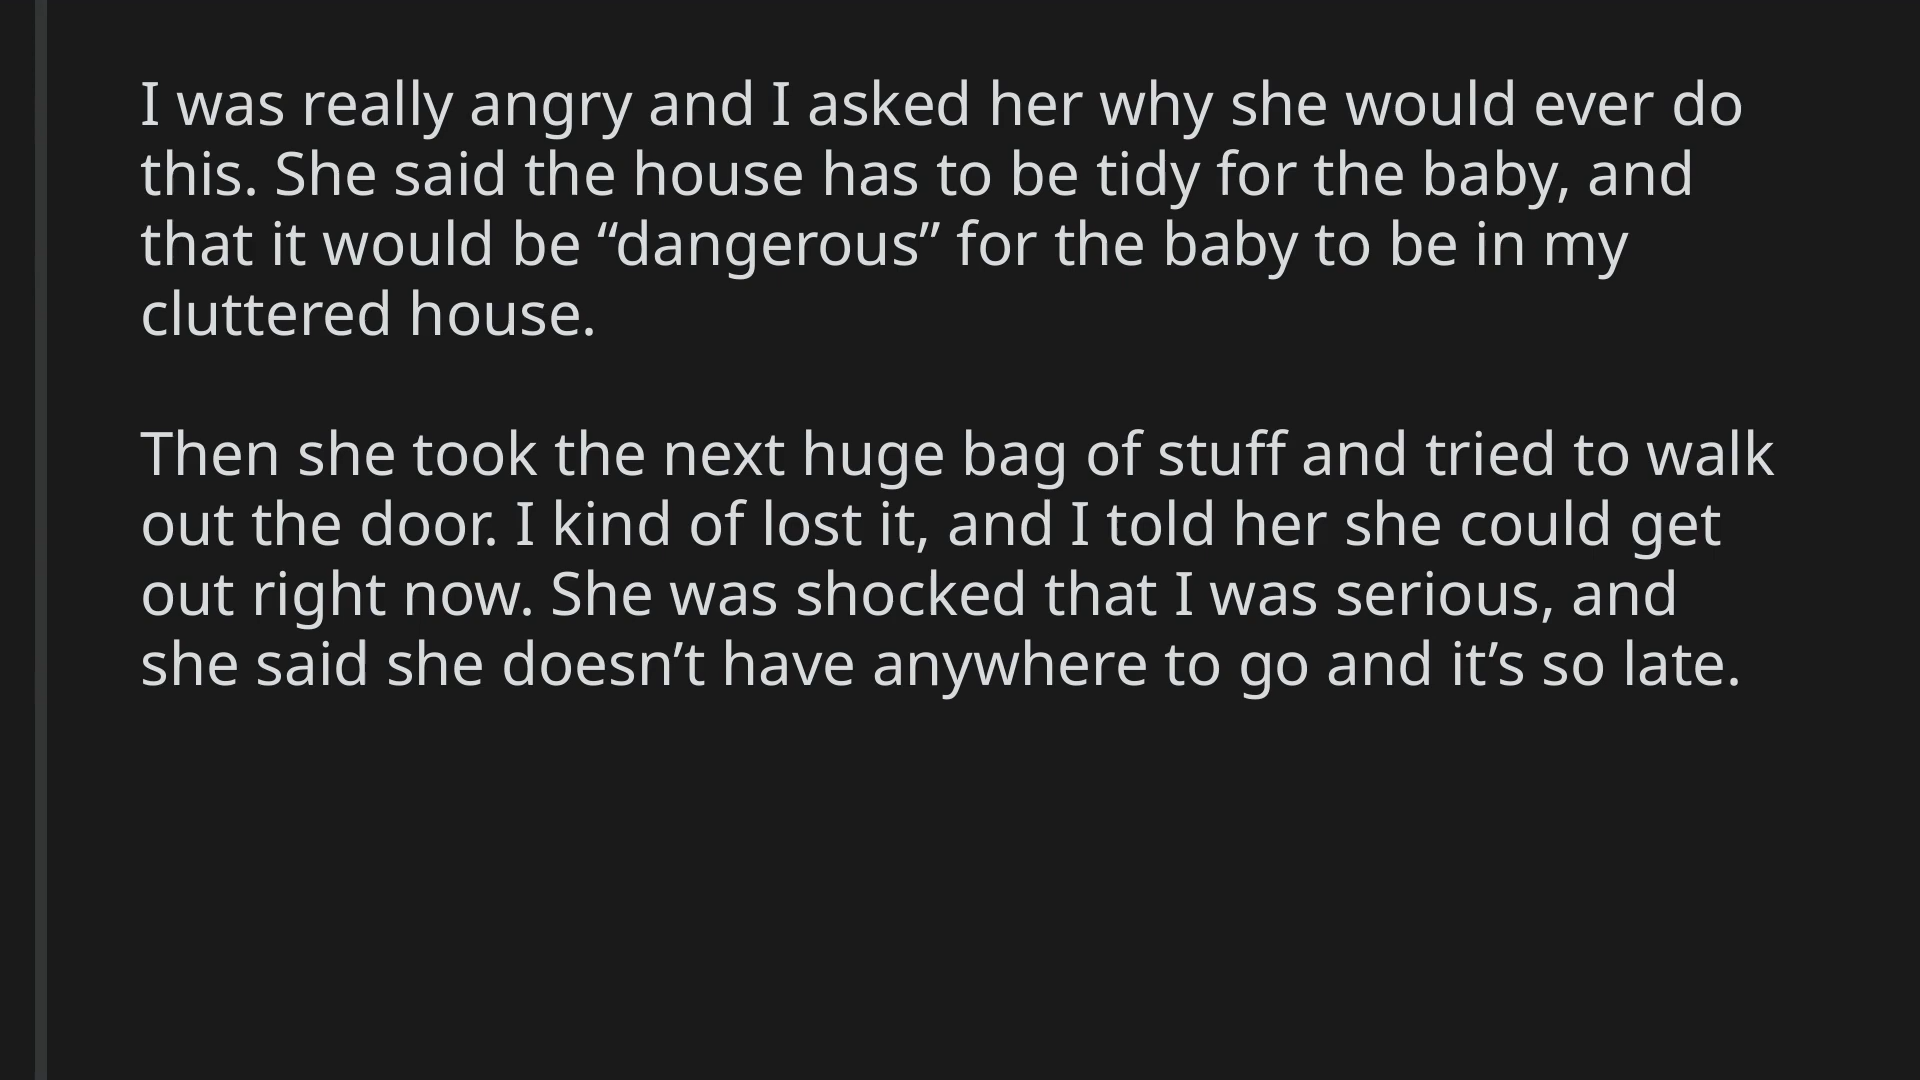 I was really angry and I asked her why she would ever do
this. She said the house has to be tidy for the baby, and
that it would be “dangerous” for the baby to be in my
cluttered house.
Then she took the next huge bag of stuff and tried to walk
out the door. I kind of lost it, and I told her she could get
out right now. She was shocked that I was serious, and
she said she doesn’t have anywhere to go and it’s so late.